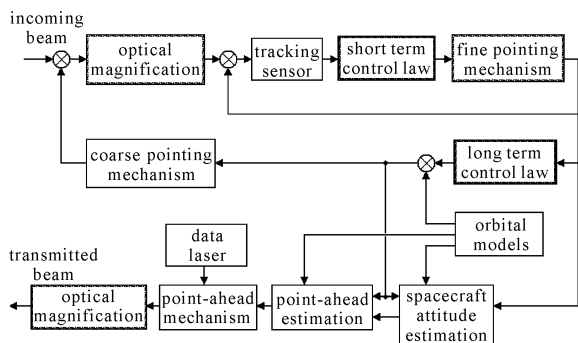 incoming
beam
optical
magnification
tracking
sensor
short term
control law
fine pointing
mechanism
coarse pointing
mechanism
long term
control law
orbital
models
data
laser
transmitted
beam
optical
magnification
point-ahead
mechanism
point-ahead
estimation
spacecraft
attitude
estimation